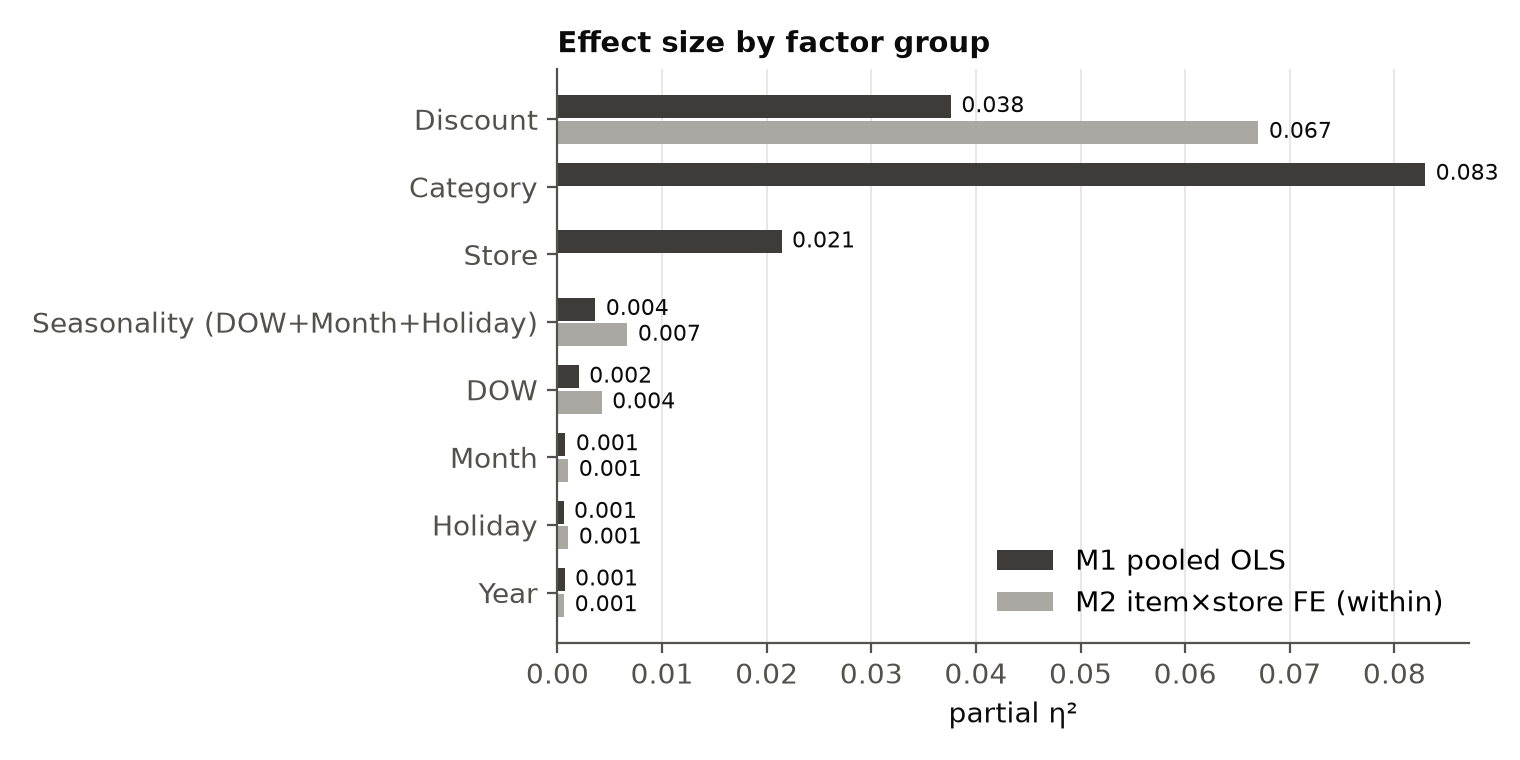 Effect size by factor group
Discount
0.038
0.067
Category
0.083
Store
0.021
Seasonality (DOW+Month+Holiday)
0.004
0.007
DOW
0.002
0.004
Month
0.001
0.001
Holiday
0.001
0.001
Year
0.001
0.001
M1 pooled OLS
M2 item×store FE (within)
0.00 0.01 0.02 0.03 0.04 0.05 0.06 0.07 0.08
partial η²